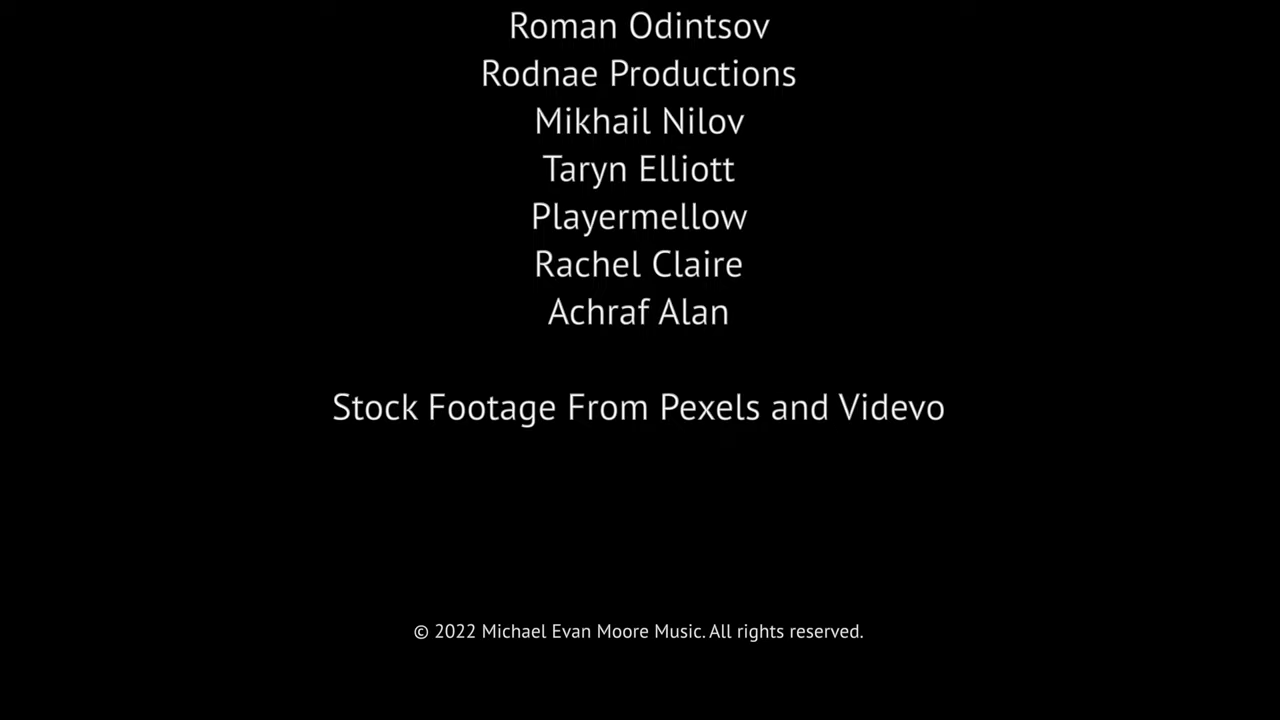 Roman Odintsov
Rodnae Productions
Mikhail Nilov
Taryn Elliott
Playermellow
Rachel Claire
Achraf Alan
Stock Footage From Pexels and Videvo
© 2022 Michael Evan Moore Music. All rights reserved.